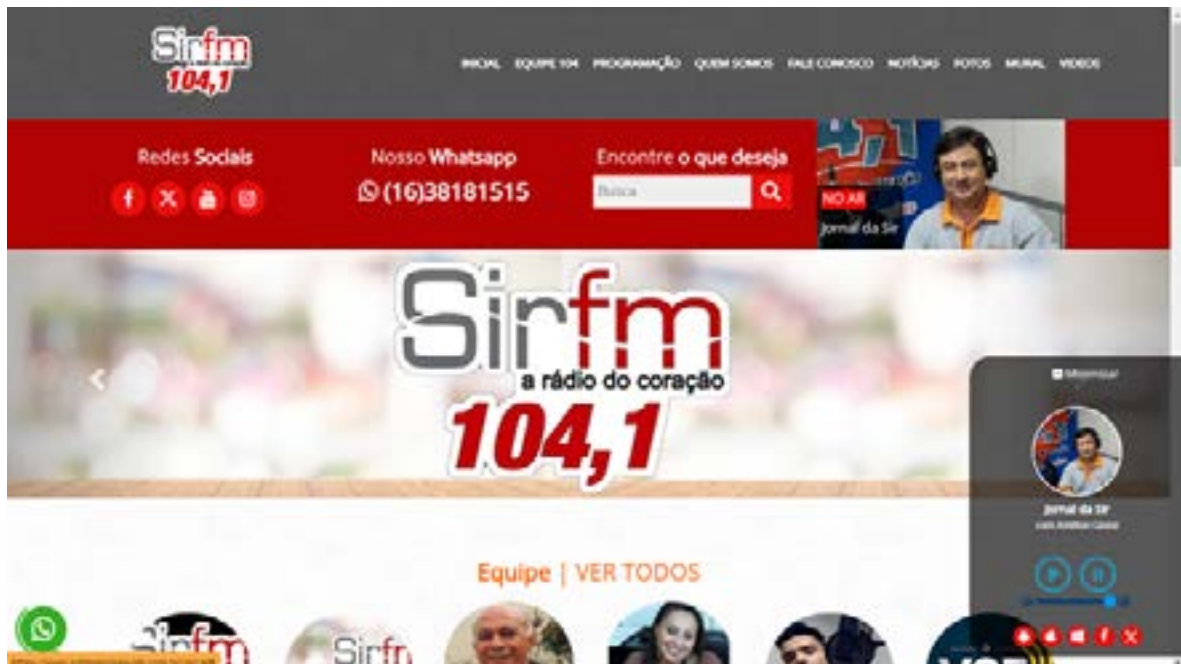 Sirfm
104,1
INICIAL EQUIPE 104 PROGRAMAÇÃO QUEM SOMOS FALE CONOSCO NOTÍCIAS FOTOS MURAL VIDEOS
Redes Sociais
Nosso Whatsapp
(16)38181515
Encontre o que deseja
Busca
NO AR
Jornal da Sir
Sirfm
a rádio do coração
104,1
Minimizar
Jornal da Sir
Equipe | VER TODOS
Sirfm